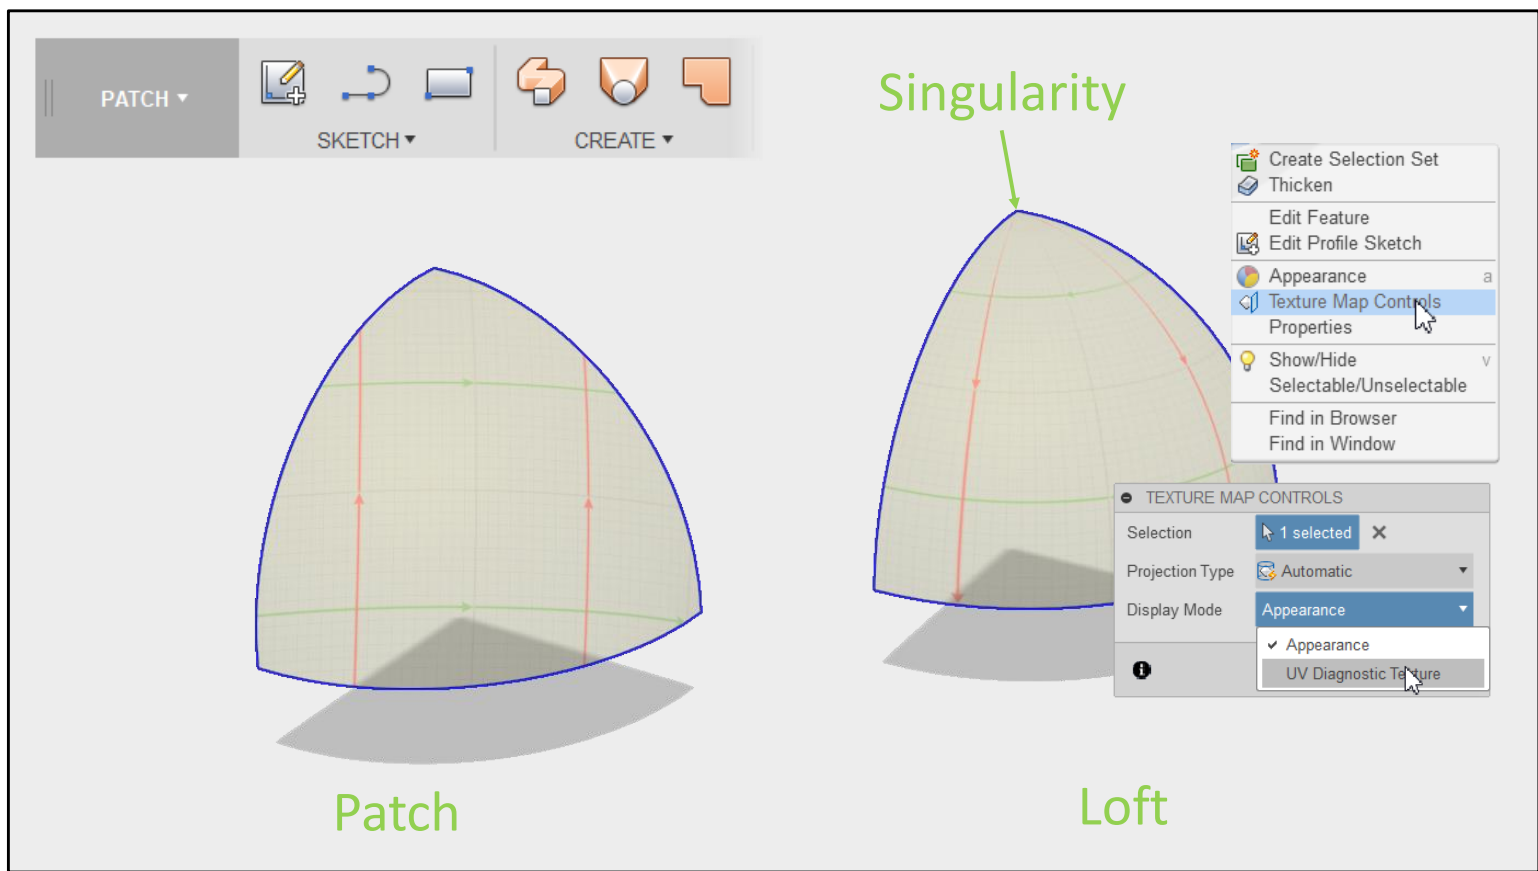 PATCH
SKETCH
CREATE
Singularity
Create Selection Set
Thicken
Edit Feature
Edit Profile Sketch
Appearance a
Texture Map Controls
Properties
Show/Hide v
Selectable/Unselectable
Find in Browser
Find in Window
TEXTURE MAP CONTROLS
Selection 1 selected
Projection Type Automatic
Display Mode Appearance
Appearance
UV Diagnostic Texture
Patch
Loft